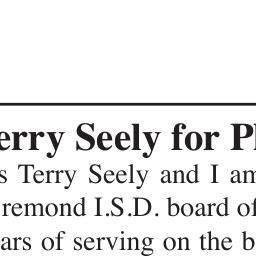 erry Seely for Pl
s Terry Seely and I am
remond I.S.D. board of
ars of serving on the b